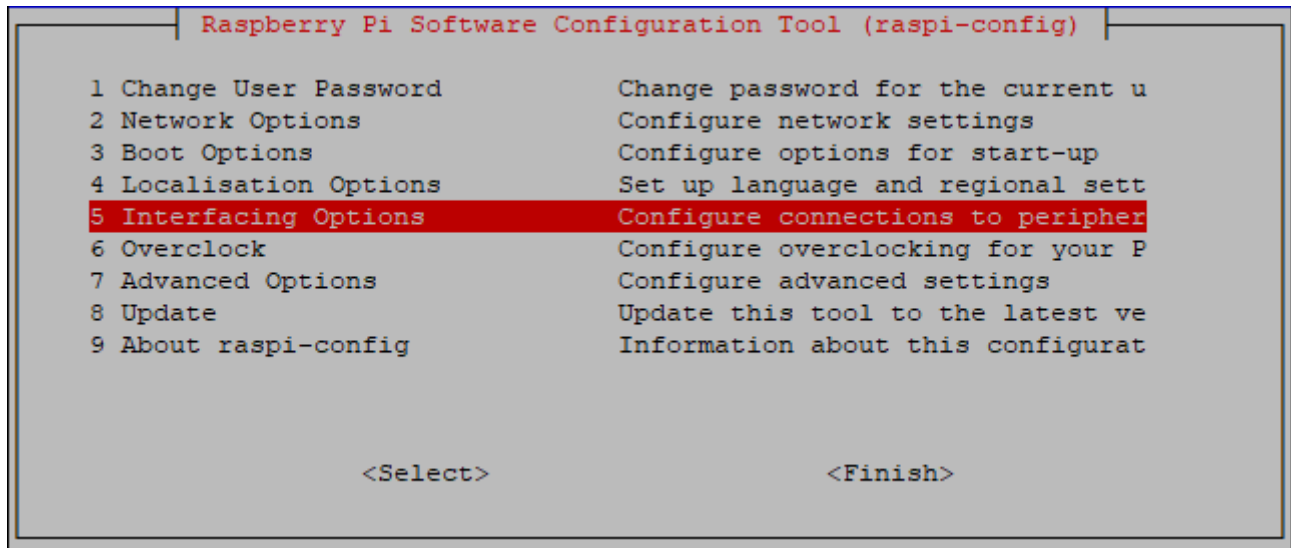 Raspberry Pi Software Configuration Tool (raspi-config)
1 Change User Password Change password for the current u
2 Network Options Configure network settings
3 Boot Options Configure options for start-up
4 Localisation Options Set up language and regional sett
5 Interfacing Options Configure connections to peripher
6 Overclock Configure overclocking for your P
7 Advanced Options Configure advanced settings
8 Update Update this tool to the latest ve
9 About raspi-config Information about this configurat
<Select> <Finish>